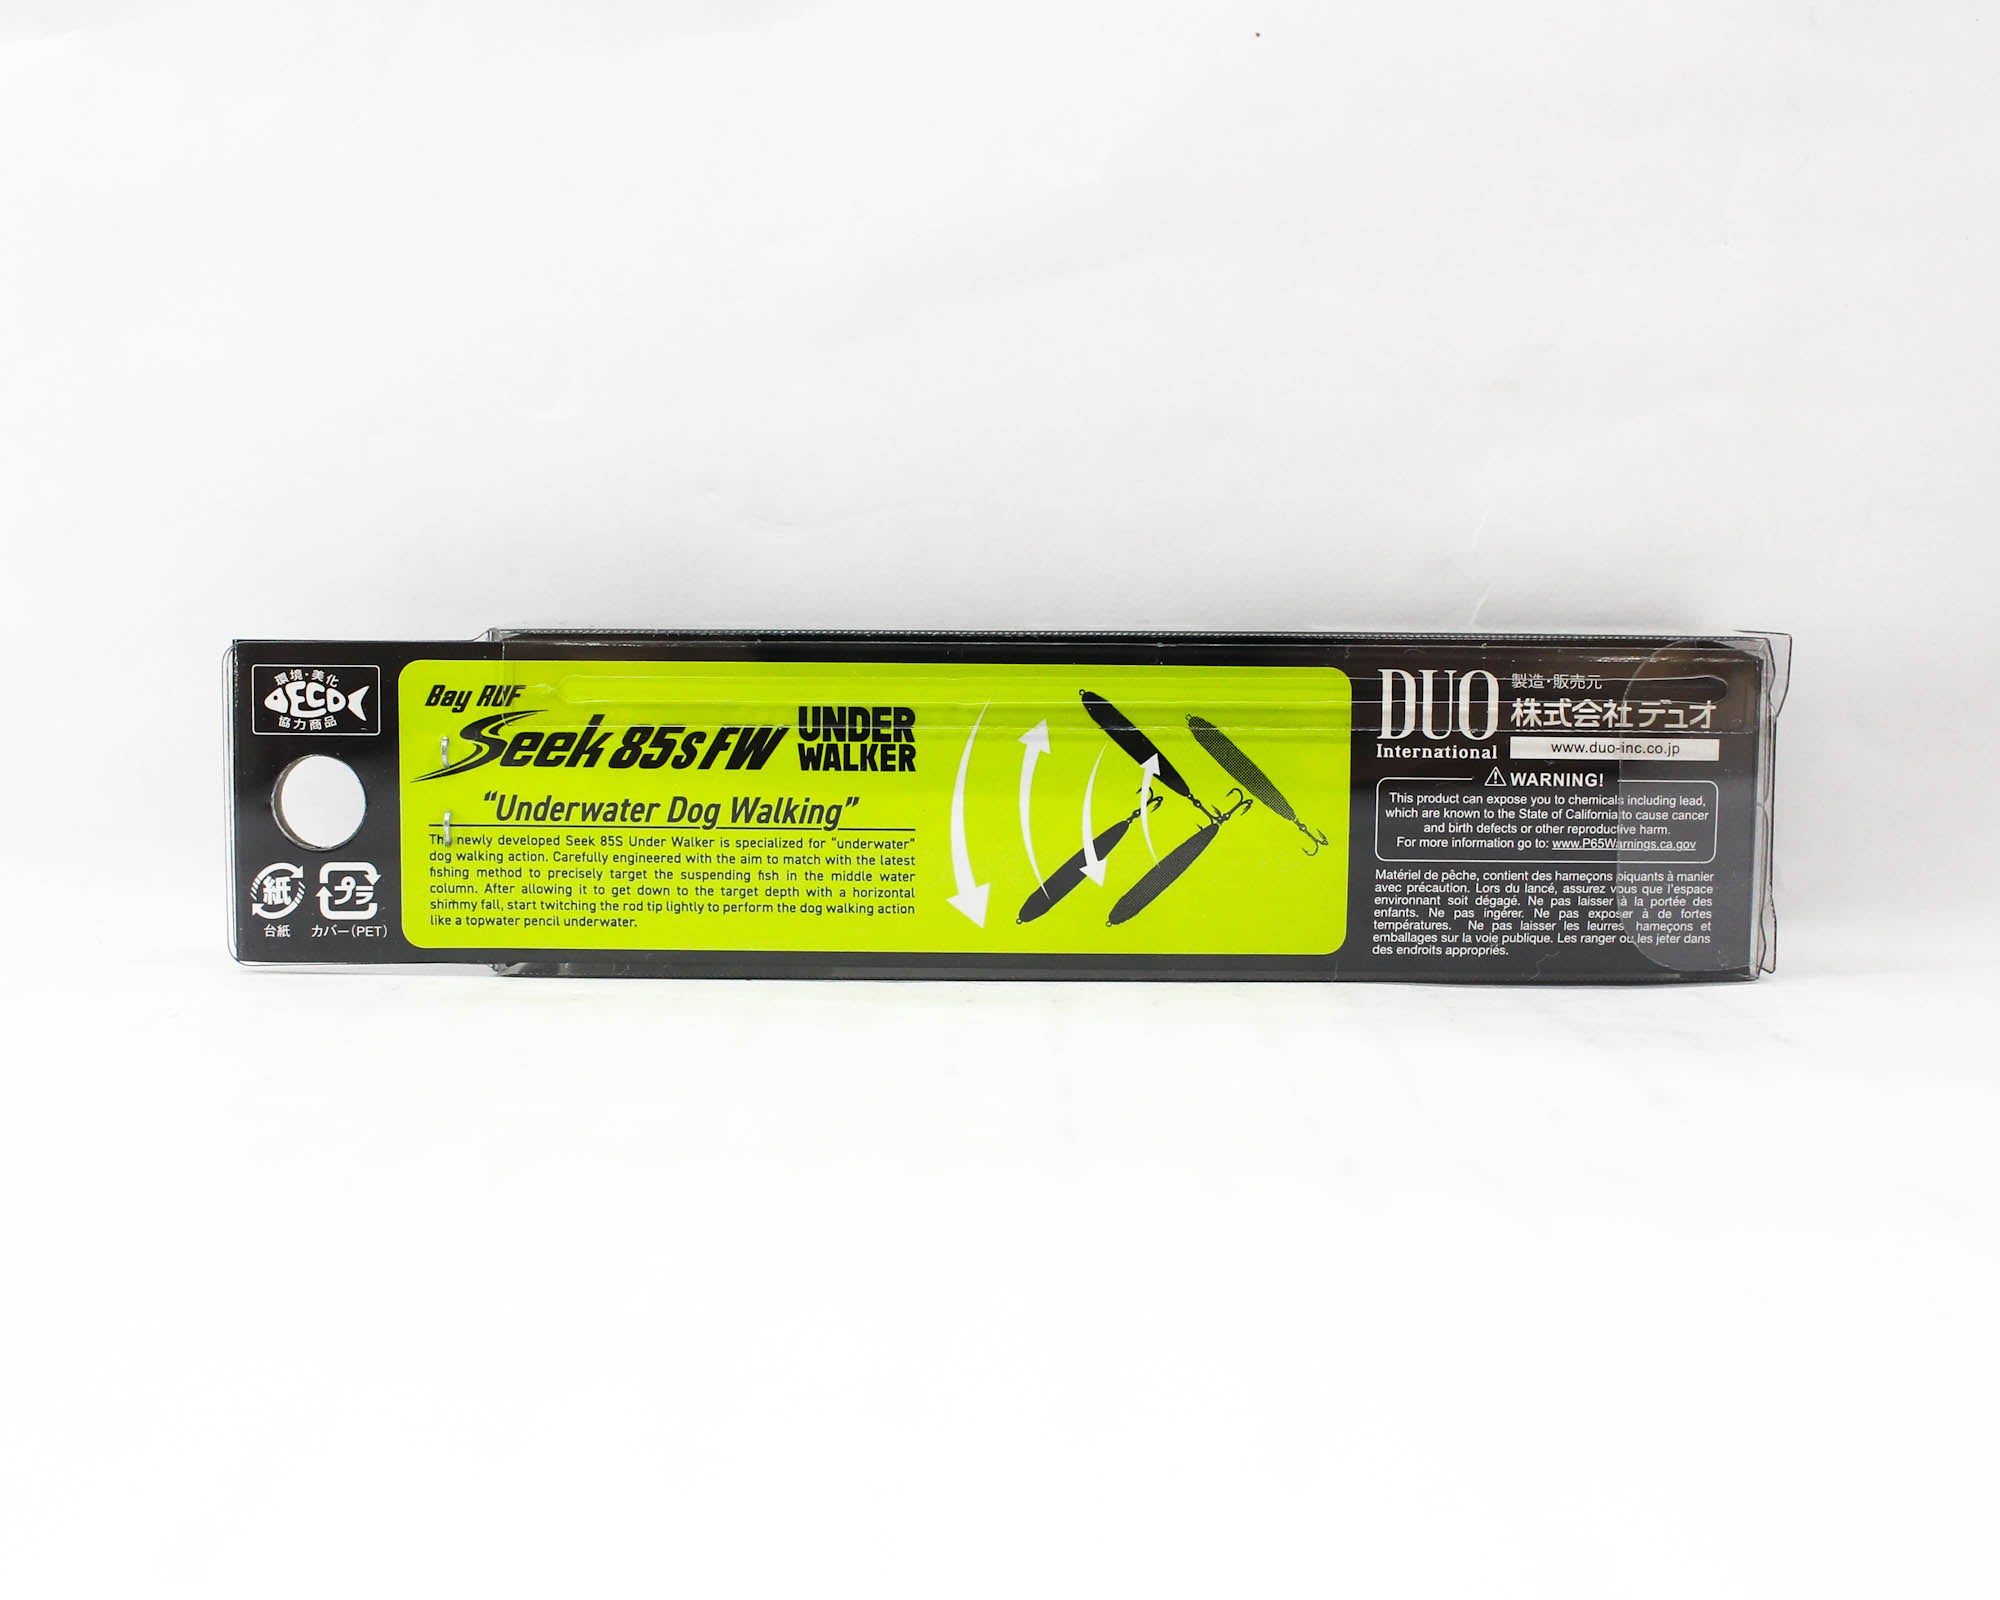 環境・美化
DECO
協力商品
紙
プラ
台紙
カバー(PET)
Bay RUF
Seek 85s FW
UNDER
WALKER
“Underwater Dog Walking”
The newly developed Seek 85S Under Walker is specialized for “underwater”
dog walking action. Carefully engineered with the aim to match with the latest
fishing method to precisely target the suspending fish in the middle water
column. After allowing it to get down to the target depth with a horizontal
shimmy fall, start twitching the rod tip lightly to perform the dog walking action
like a topwater pencil underwater.
DUO
International
製造・販売元
株式会社デュオ
www.duo-inc.co.jp
⚠ WARNING!
This product can expose you to chemicals including lead,
which are known to the State of California to cause cancer
and birth defects or other reproductive harm.
For more information go to: www.P65Warnings.ca.gov
Matériel de pêche, contient des hameçons piquants à manier
avec précaution. Lors du lancé, assurez vous que l'espace
environnant soit dégagé. Ne pas laisser à la portée des
enfants. Ne pas ingérer. Ne pas exposer à de fortes
températures. Ne pas laisser les leurres hameçons et
emballages sur la voie publique. Les ranger ou les jeter dans
des endroits appropriés.